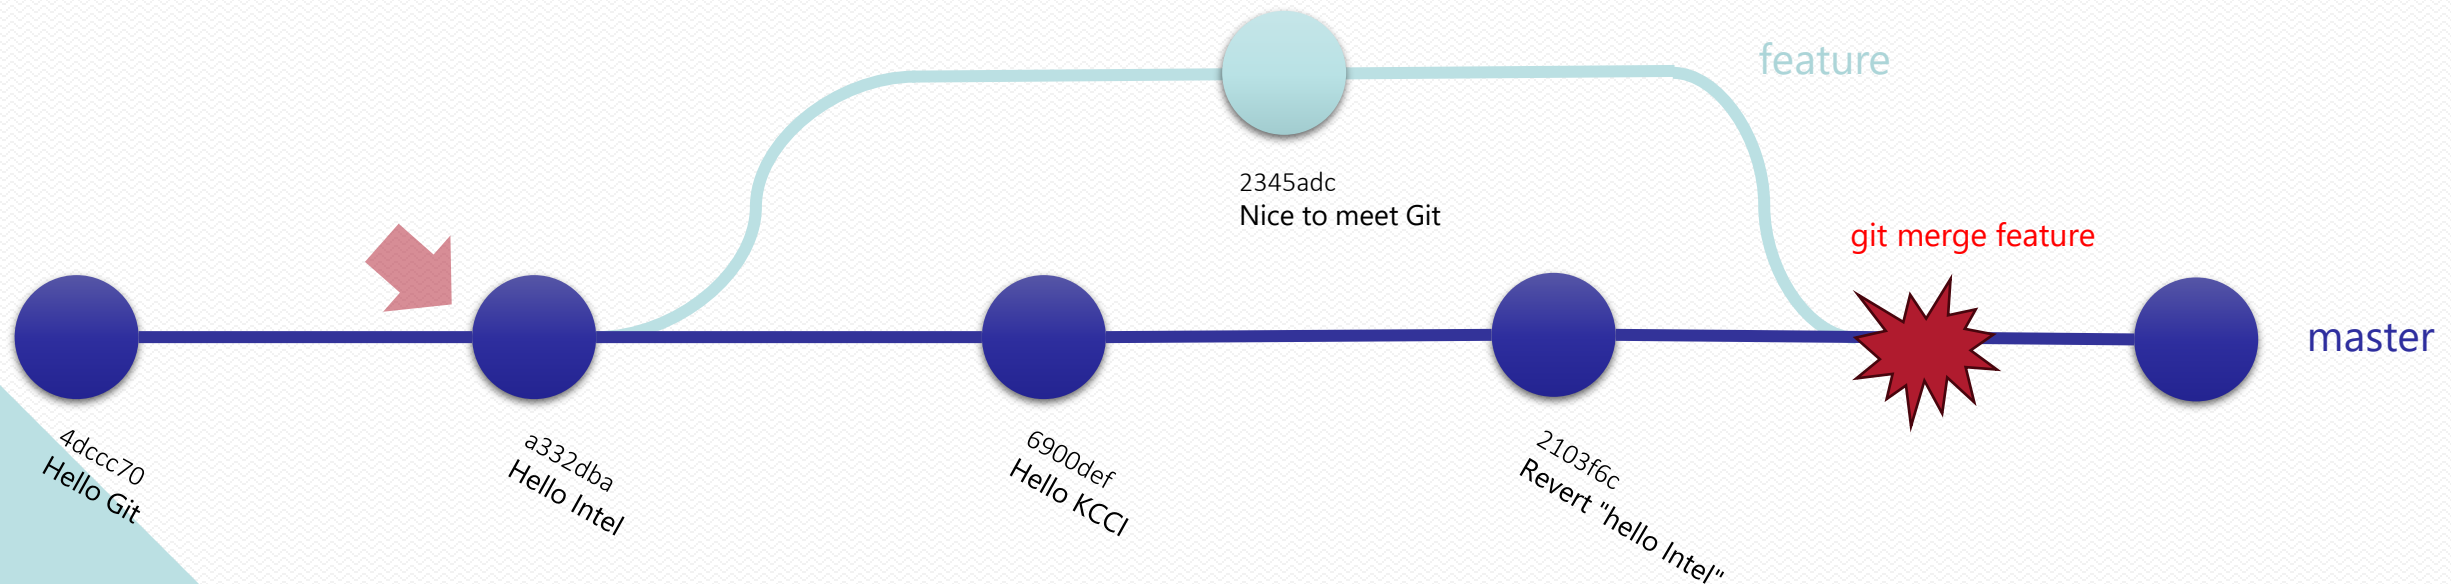 feature
2345adc
Nice to meet Git
git merge feature
master
4dccc70
Hello Git
a332dba
Hello Intel
6900def
Hello KCCI
2103f6c
Revert "hello Intel"